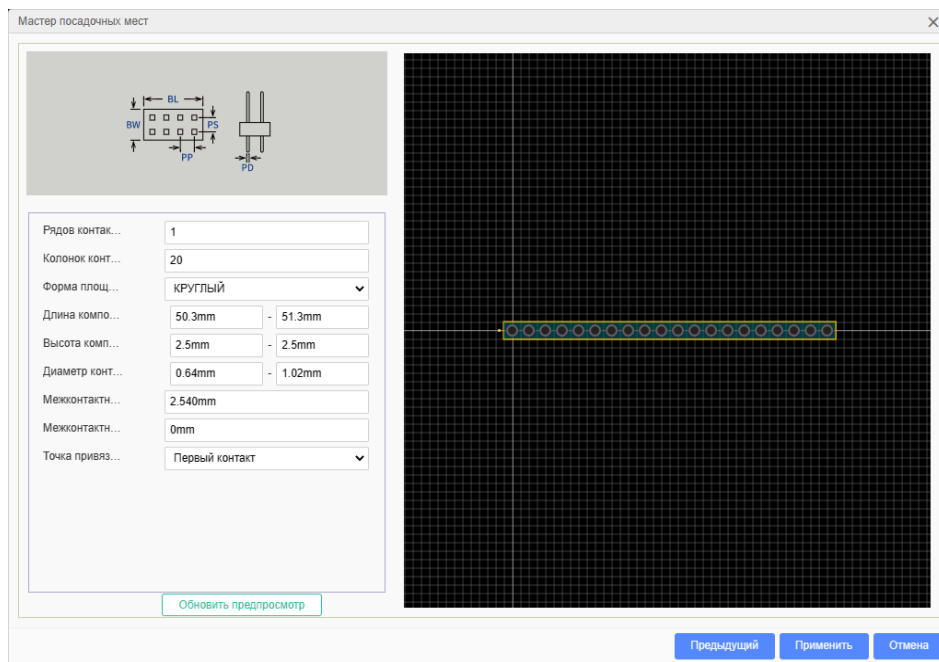 Мастер посадочных мест
BL
BW
PS
PP
PD
Рядов контак... 1
Колонок конт... 20
Форма площ... КРУГЛЫЙ
Длина компо... 50.3mm - 51.3mm
Высота комп... 2.5mm - 2.5mm
Диаметр конт... 0.64mm - 1.02mm
Межконтактн... 2.540mm
Межконтактн... 0mm
Точка привяз... Первый контакт
Обновить предпросмотр
Предыдущий Применить Отмена